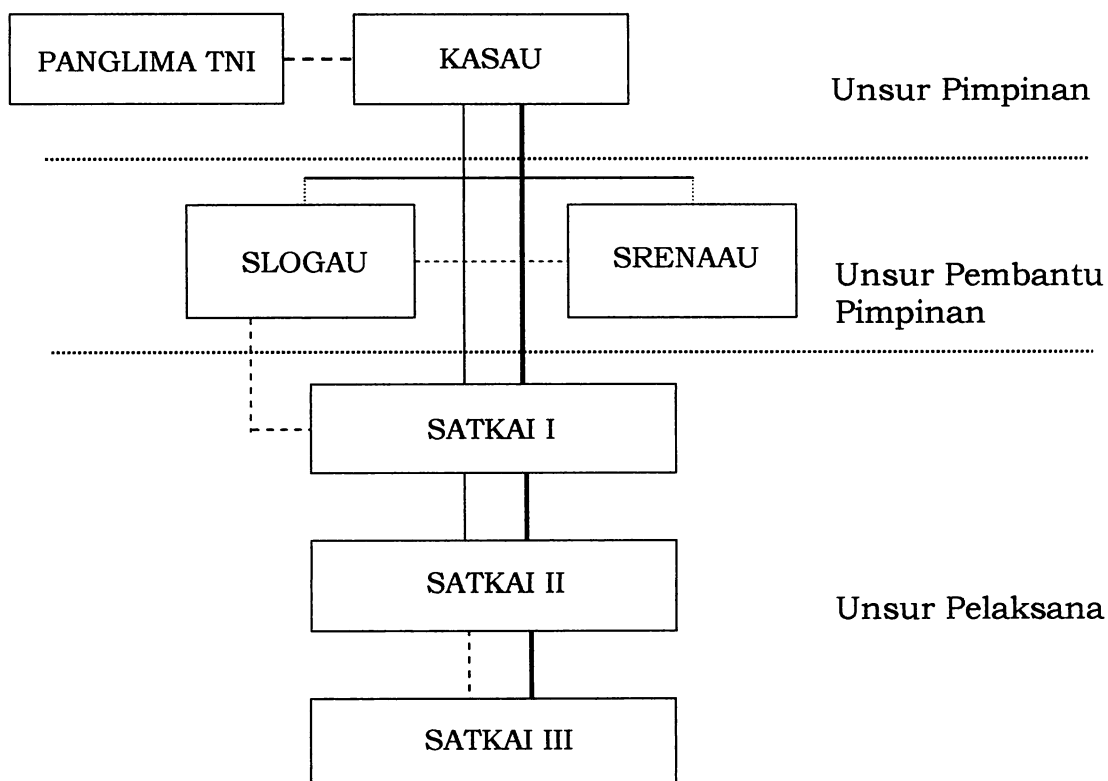 PANGLIMA TNI
KASAU
Unsur Pimpinan
SLOGAU
SRENAAU
Unsur Pembantu
Pimpinan
SATKAI I
SATKAI II
Unsur Pelaksana
SATKAI III